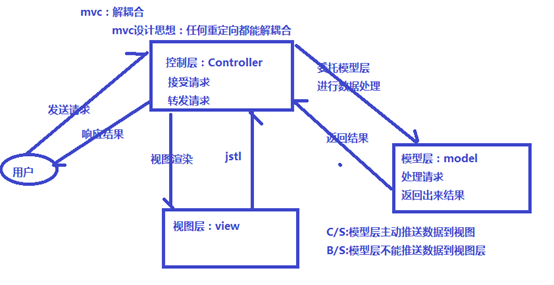 mvc：解耦合
mvc设计思想：任何重定向都能解耦合
控制层：Controller
接受请求
转发请求
委托模型层
进行数据处理
发送请求
响应结果
用户
视图渲染
jstl
返回结果
模型层：model
处理请求
返回出来结果
视图层：view
C/S:模型层主动推送数据到视图
B/S:模型层不能推送数据到视图层